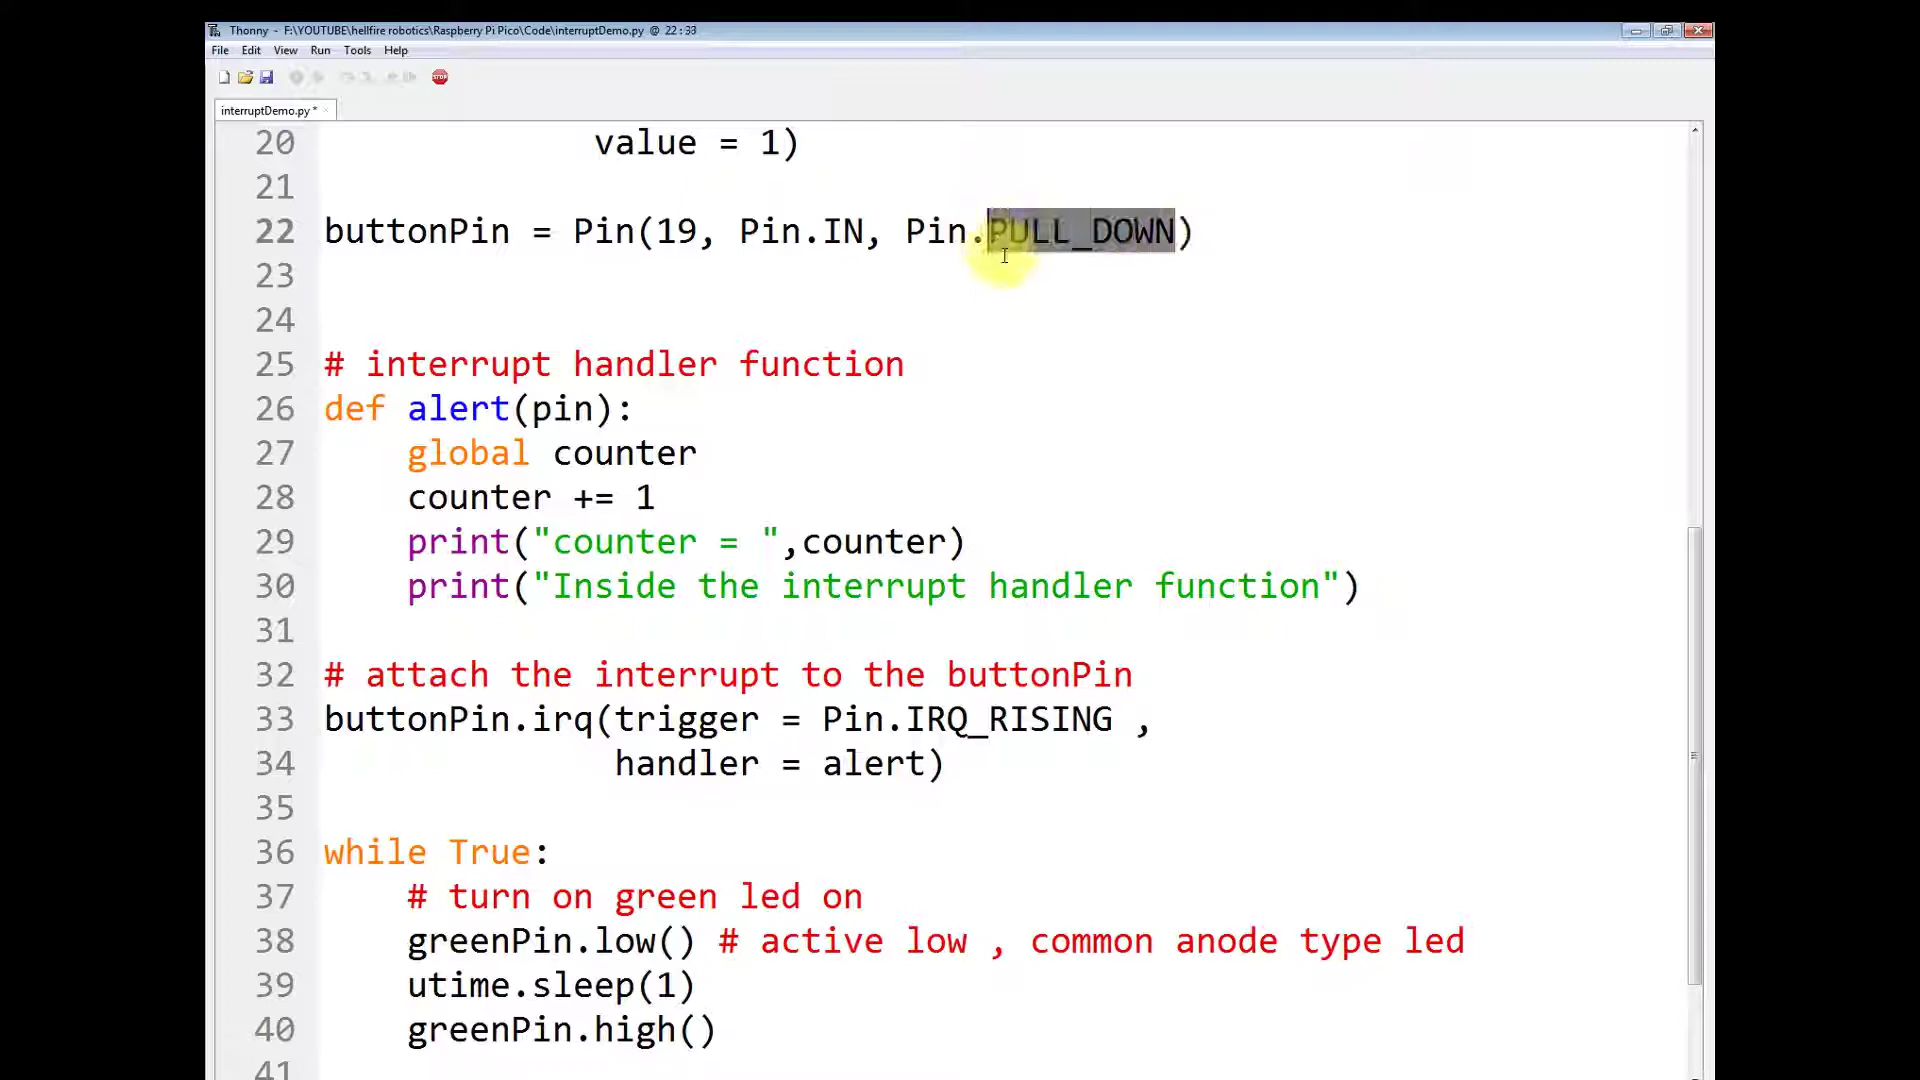 Thonny - F:\YOUTUBE\hellfire robotics\Raspberry Pi Pico\Code\interruptDemo.py @ 22 : 33
File Edit View Run Tools Help
STOP
interruptDemo.py *
20 value = 1)
21
22 buttonPin = Pin(19, Pin.IN, Pin.PULL_DOWN)
23
24
25 # interrupt handler function
26 def alert(pin):
27 global counter
28 counter += 1
29 print("counter = ",counter)
30 print("Inside the interrupt handler function")
31
32 # attach the interrupt to the buttonPin
33 buttonPin.irq(trigger = Pin.IRQ_RISING ,
34 handler = alert)
35
36 while True:
37 # turn on green led on
38 greenPin.low() # active low , common anode type led
39 utime.sleep(1)
40 greenPin.high()
41